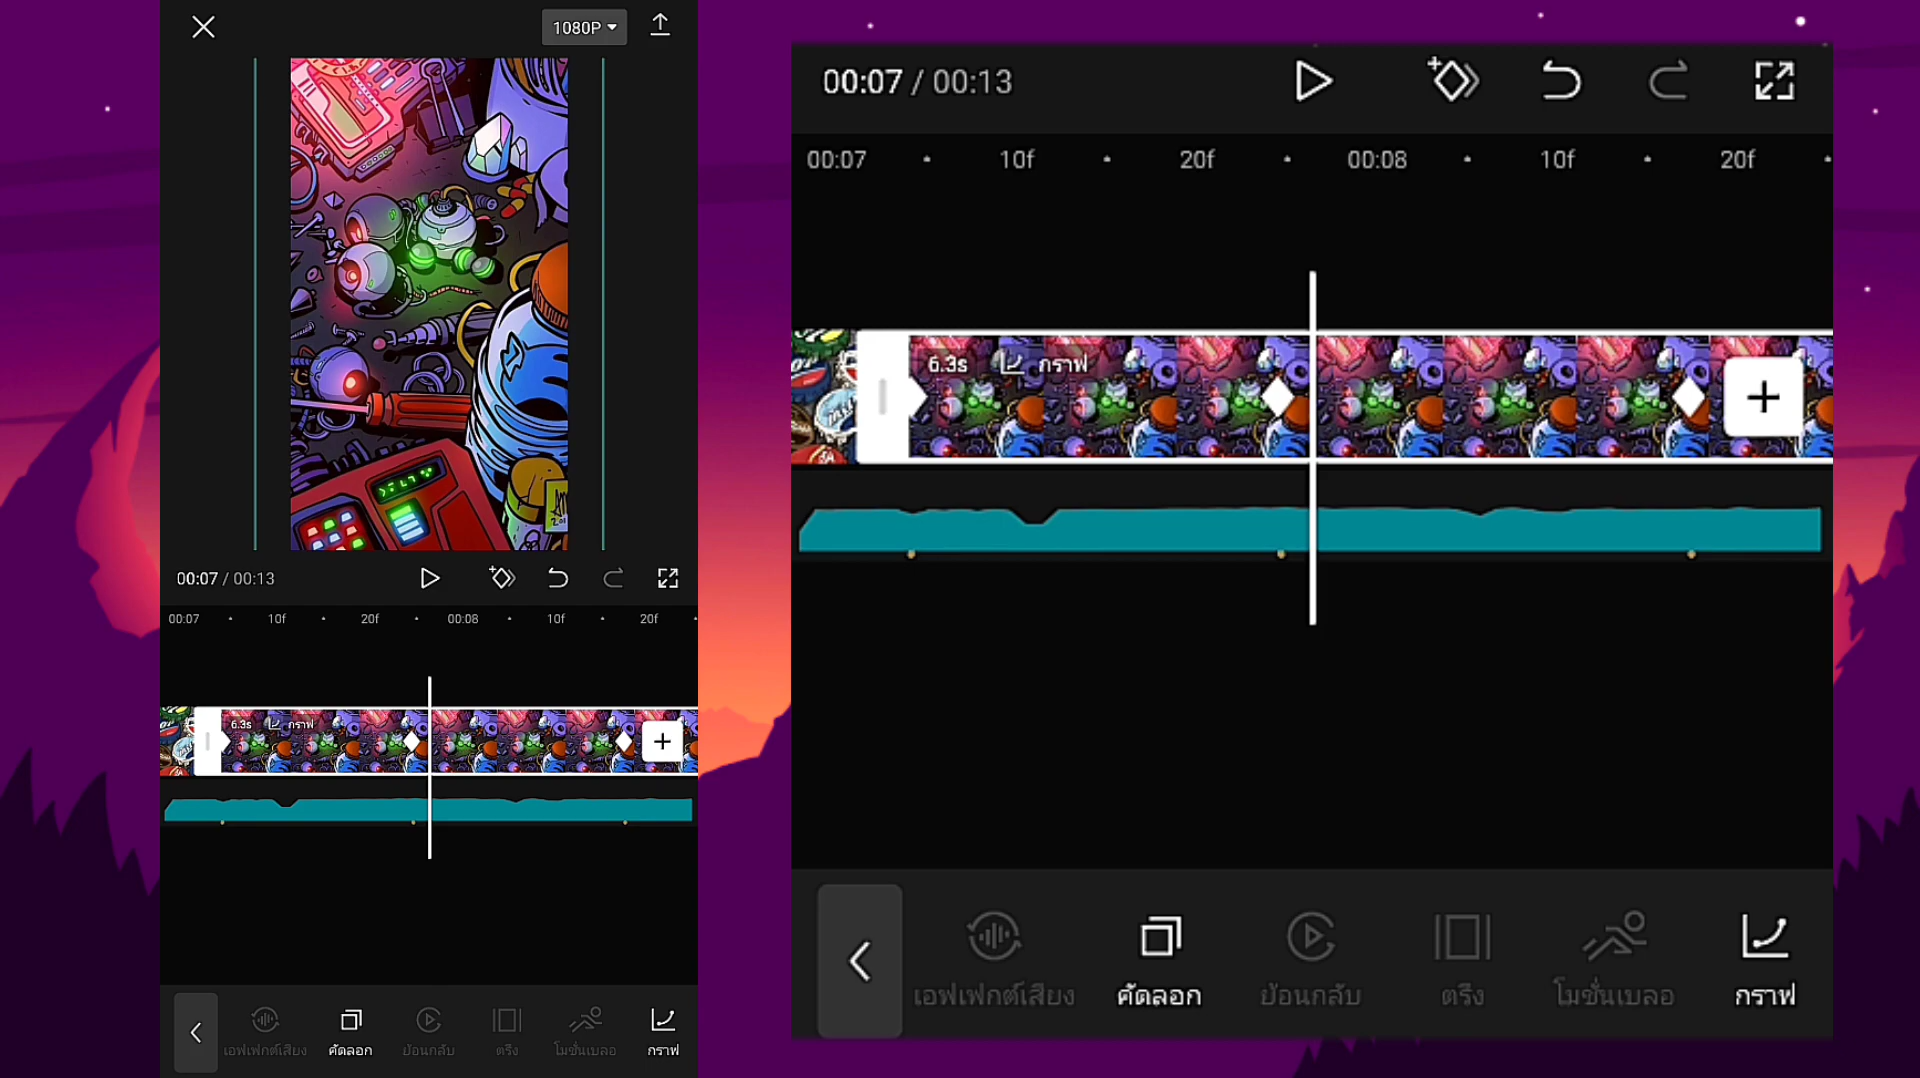 1080P
00:07 / 00:13
00:07 10f 20f 00:08 10f 20f
6.3s กราฟ
เอฟเฟกต์เสียง คัดลอก ย้อนกลับ ตรึง โมชั่นเบลอ กราฟ
00:07 / 00:13
00:07 10f 20f 00:08 10f 20f
6.3s กราฟ
เอฟเฟกต์เสียง คัดลอก ย้อนกลับ ตรึง โมชั่นเบลอ กราฟ